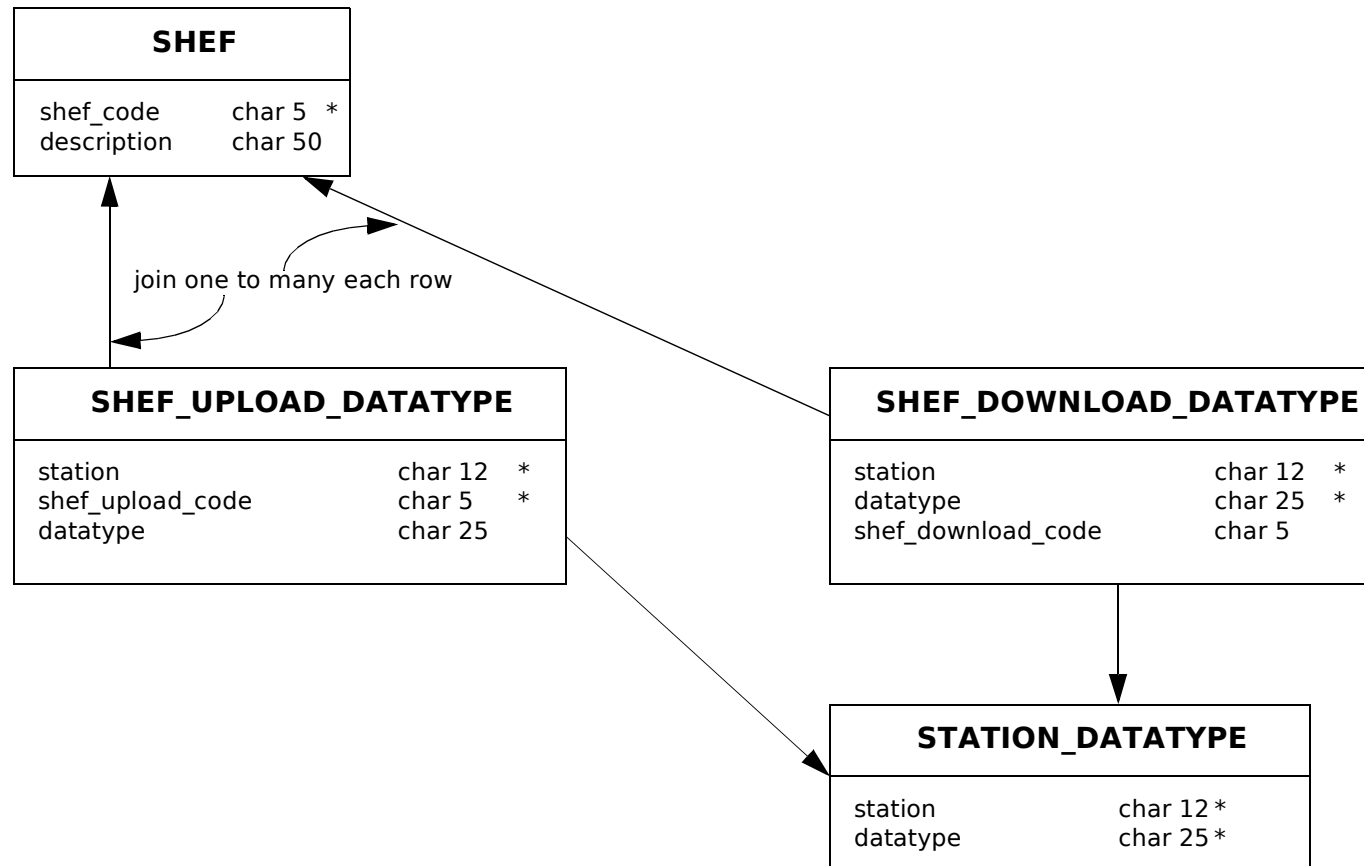 SHEF
shef_code char 5 *
description char 50
join one to many each row
SHEF_UPLOAD_DATATYPE
station char 12 *
shef_upload_code char 5 *
datatype char 25
SHEF_DOWNLOAD_DATATYPE
station char 12 *
datatype char 25 *
shef_download_code char 5
STATION_DATATYPE
station char 12 *
datatype char 25 *